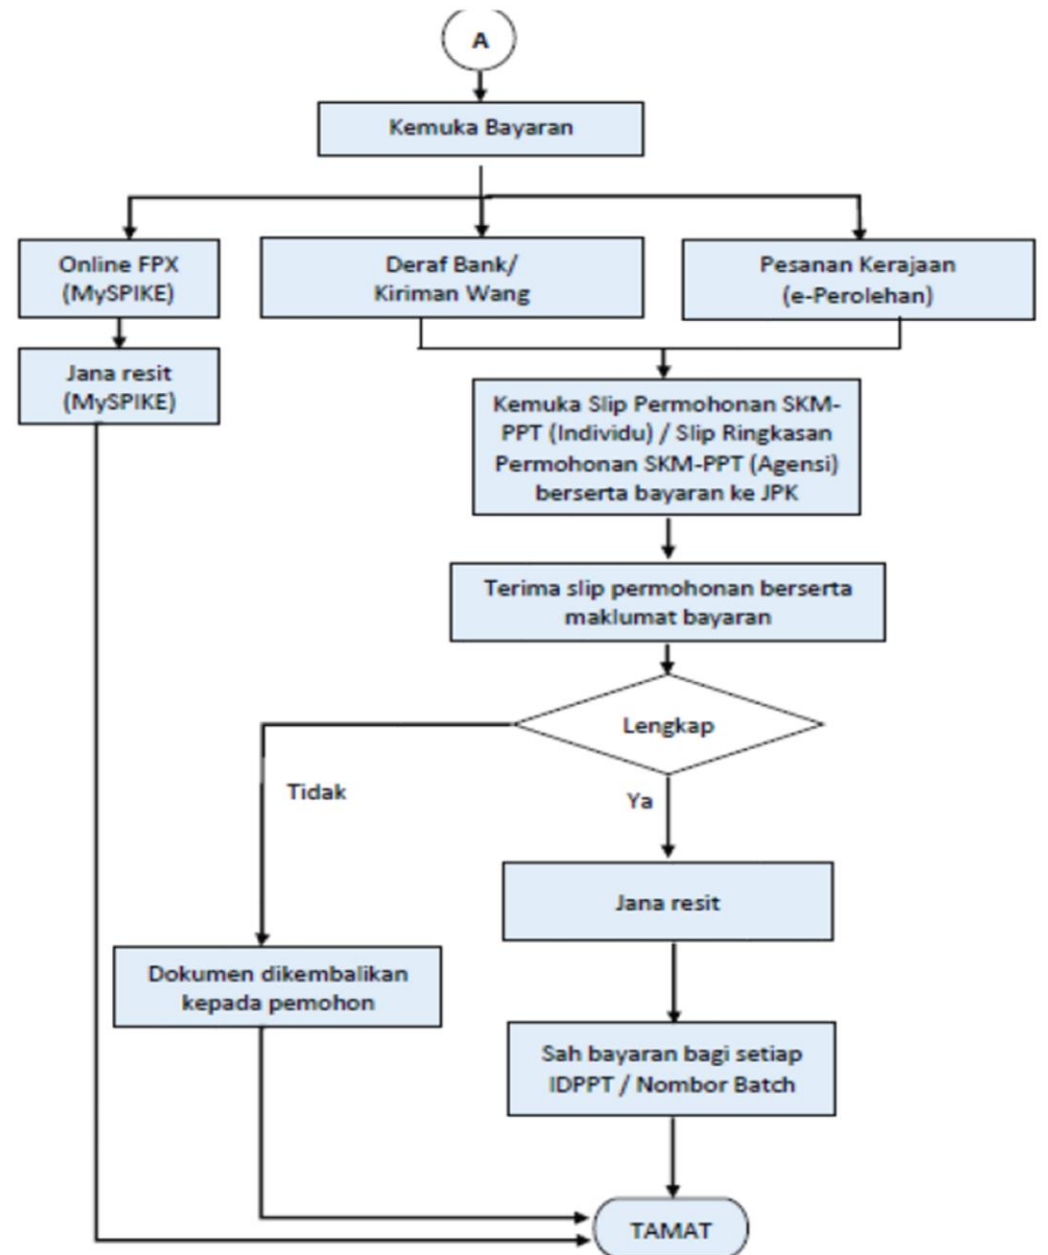 A
Kemuka Bayaran
Online FPX
(MySPIKE)
Deraf Bank/
Kiriman Wang
Pesanan Kerajaan
(e-Perolehan)
Jana resit
(MySPIKE)
Kemuka Slip Permohonan SKM-
PPT (Individu) / Slip Ringkasan
Permohonan SKM-PPT (Agensi)
berserta bayaran ke JPK
Terima slip permohonan berserta
maklumat bayaran
Lengkap
Tidak
Ya
Jana resit
Dokumen dikembalikan
kepada pemohon
Sah bayaran bagi setiap
IDPPT / Nombor Batch
TAMAT